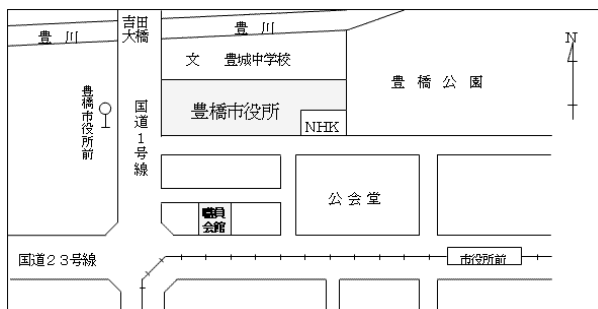 吉田
大橋
豊 川
豊 川
N
文 豊城中学校
豊 橋 公 園
豊橋市役所前
国道1号線
豊橋市役所
NHK
公 会 堂
職員
会館
国道23号線
市役所前